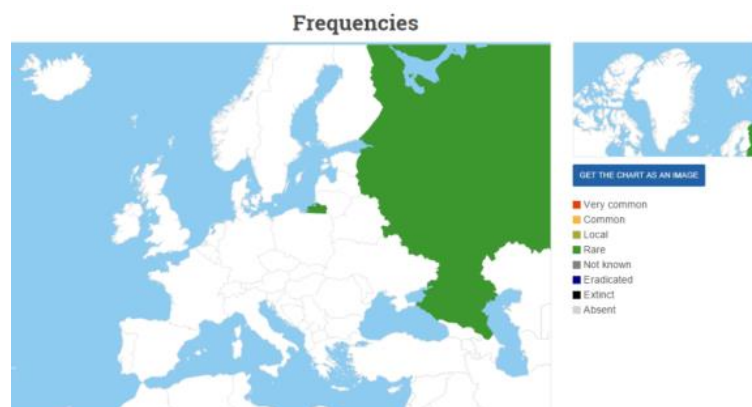 Frequencies
GET THE CHART AS AN IMAGE
Very common
Common
Local
Rare
Not known
Eradicated
Extinct
Absent